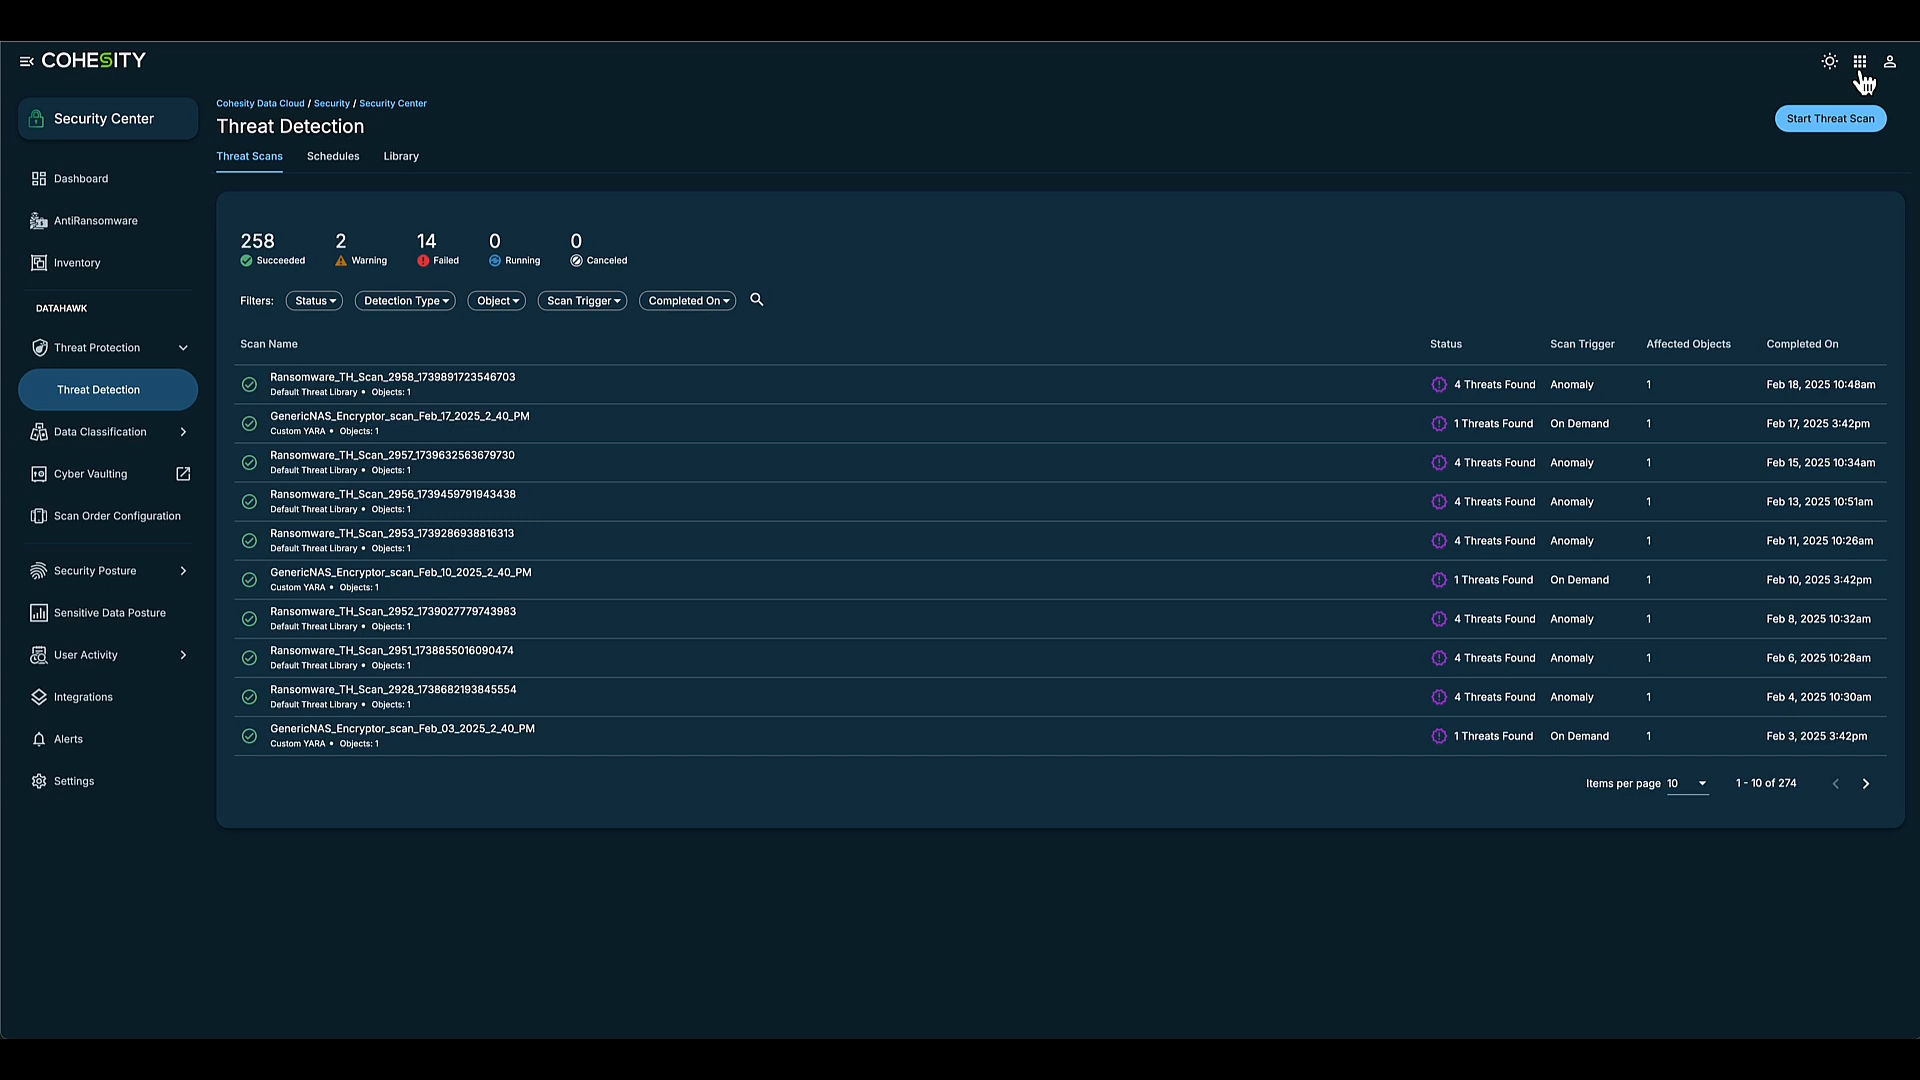 COHESITY
Security Center
Cohesity Data Cloud / Security / Security Center
Threat Detection
Start Threat Scan
Threat Scans Schedules Library
Dashboard
AntiRansomware
Inventory
DATAHAWK
Threat Protection
Threat Detection
Data Classification
Cyber Vaulting
Scan Order Configuration
Security Posture
Sensitive Data Posture
User Activity
Integrations
Alerts
Settings
258 2 14 0 0
Succeeded Warning Failed Running Canceled
Filters: Status Detection Type Object Scan Trigger Completed On
Scan Name Status Scan Trigger Affected Objects Completed On
Ransomware_TH_Scan_2958_1739891723546703
Default Threat Library • Objects: 1
4 Threats Found Anomaly 1 Feb 18, 2025 10:48am
GenericNAS_Encryptor_scan_Feb_17_2025_2_40_PM
Custom YARA • Objects: 1
1 Threats Found On Demand 1 Feb 17, 2025 3:42pm
Ransomware_TH_Scan_2957_1739632563679730
Default Threat Library • Objects: 1
4 Threats Found Anomaly 1 Feb 15, 2025 10:34am
Ransomware_TH_Scan_2956_1739459791943438
Default Threat Library • Objects: 1
4 Threats Found Anomaly 1 Feb 13, 2025 10:51am
Ransomware_TH_Scan_2953_1739286938816313
Default Threat Library • Objects: 1
4 Threats Found Anomaly 1 Feb 11, 2025 10:26am
GenericNAS_Encryptor_scan_Feb_10_2025_2_40_PM
Custom YARA • Objects: 1
1 Threats Found On Demand 1 Feb 10, 2025 3:42pm
Ransomware_TH_Scan_2952_1739027779743983
Default Threat Library • Objects: 1
4 Threats Found Anomaly 1 Feb 8, 2025 10:32am
Ransomware_TH_Scan_2951_1738855016090474
Default Threat Library • Objects: 1
4 Threats Found Anomaly 1 Feb 6, 2025 10:28am
Ransomware_TH_Scan_2928_1738682193845554
Default Threat Library • Objects: 1
4 Threats Found Anomaly 1 Feb 4, 2025 10:30am
GenericNAS_Encryptor_scan_Feb_03_2025_2_40_PM
Custom YARA • Objects: 1
1 Threats Found On Demand 1 Feb 3, 2025 3:42pm
Items per page 10 1 - 10 of 274